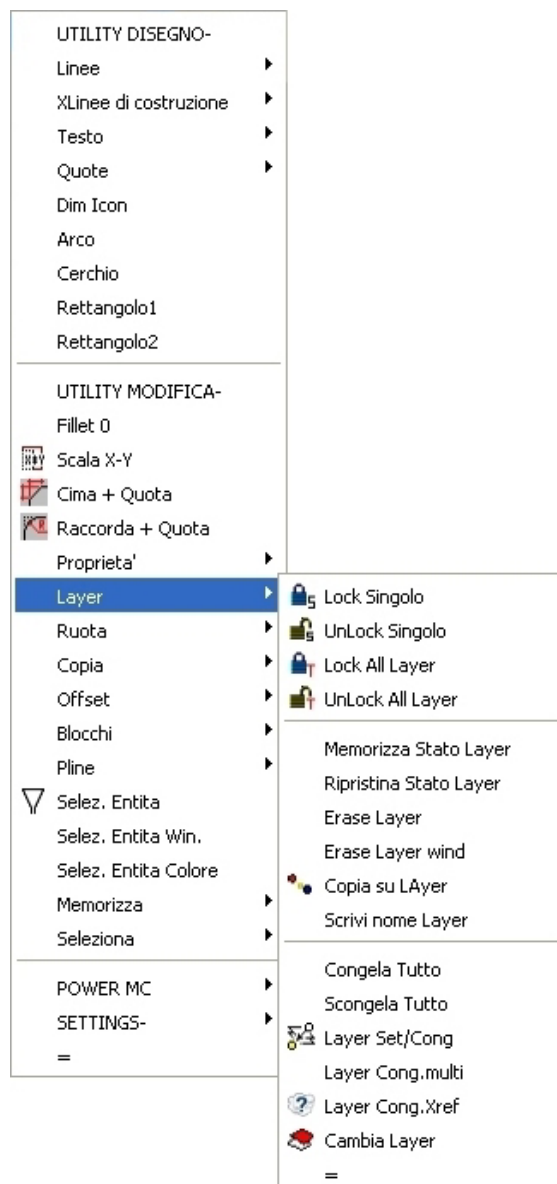 UTILITY DISEGNO-
Linee
XLinee di costruzione
Testo
Quote
Dim Icon
Arco
Cerchio
Rettangolo1
Rettangolo2
UTILITY MODIFICA-
Fillet 0
Scala X-Y
Cima + Quota
Raccorda + Quota
Proprieta'
Layer
Ruota
Copia
Offset
Blocchi
Pline
Selez. Entita
Selez. Entita Win.
Selez. Entita Colore
Memorizza
Seleziona
POWER MC
SETTINGS-
=
Lock Singolo
UnLock Singolo
Lock All Layer
UnLock All Layer
Memorizza Stato Layer
Ripristina Stato Layer
Erase Layer
Erase Layer wind
Copia su LAyer
Scrivi nome Layer
Congela Tutto
Scongela Tutto
Layer Set/Cong
Layer Cong.multi
Layer Cong.Xref
Cambia Layer
=